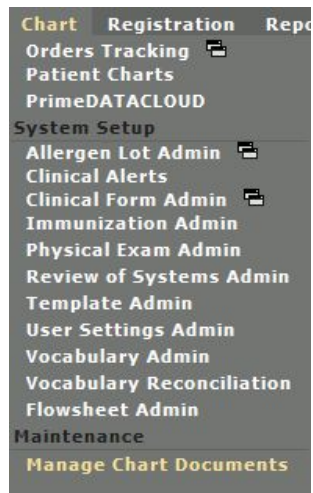 Chart Registration
Orders Tracking
Patient Charts
PrimeDATACLOUD
System Setup
Allergen Lot Admin
Clinical Alerts
Clinical Form Admin
Immunization Admin
Physical Exam Admin
Review of Systems Admin
Template Admin
User Settings Admin
Vocabulary Admin
Vocabulary Reconciliation
Flowsheet Admin
Maintenance
Manage Chart Documents